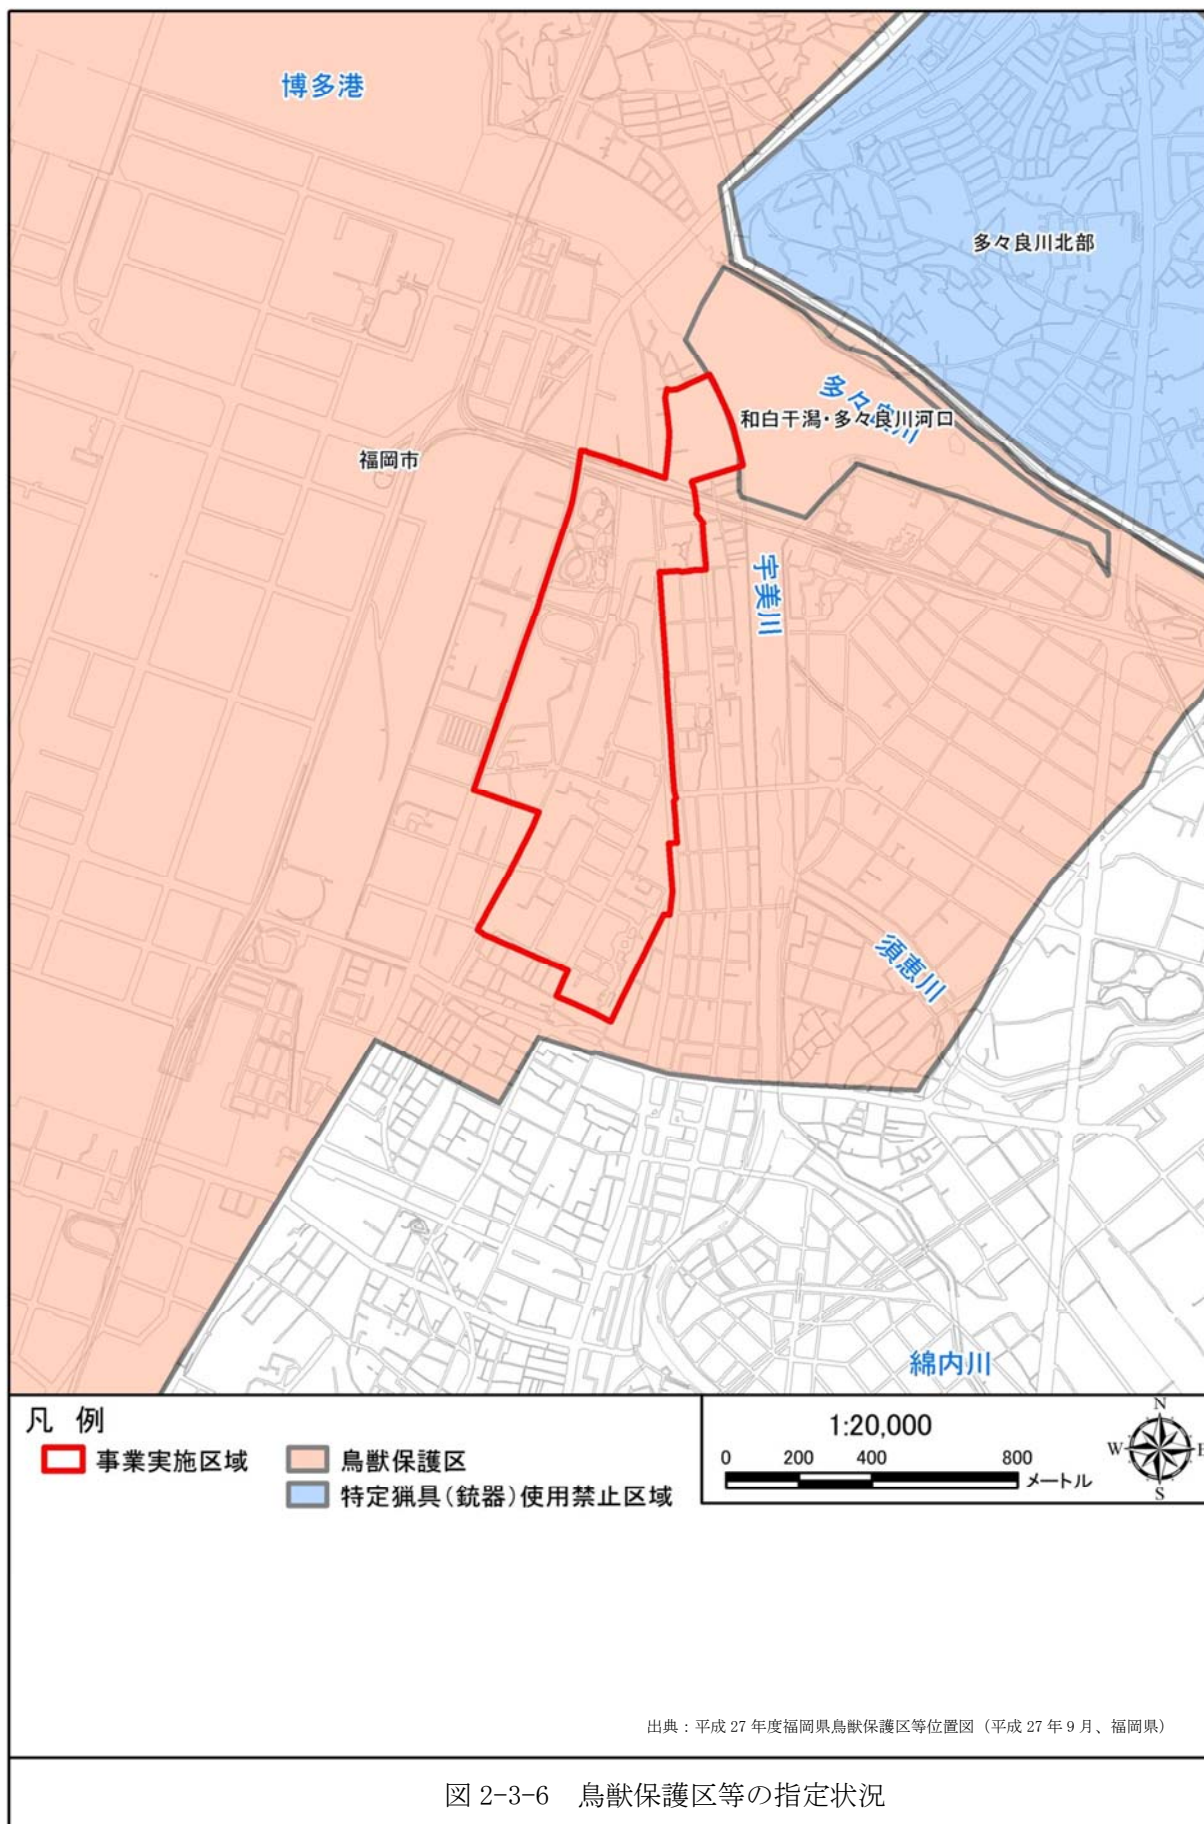 博多港
多々良川北部
多々良川
和白干潟・多々良川河口
福岡市
宇美川
須恵川
綿内川
凡 例
事業実施区域
鳥獣保護区
特定猟具(銃器)使用禁止区域
1:20,000
0 200 400 800
メートル
N
W E
S
出典：平成 27 年度福岡県鳥獣保護区等位置図（平成 27 年 9 月、福岡県）
図 2-3-6 鳥獣保護区等の指定状況